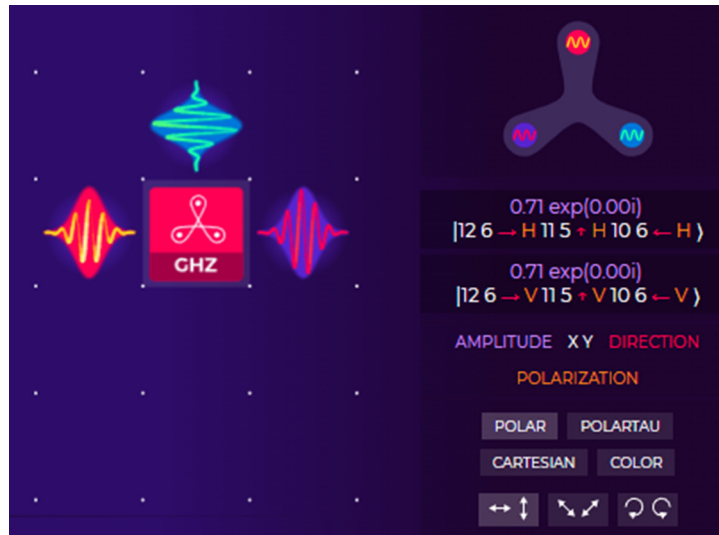 GHZ
0.71 exp(0.00i)
|12 6 → H 11 5 ↑ H 10 6 ← H ⟩
0.71 exp(0.00i)
|12 6 → V 11 5 ↑ V 10 6 ← V ⟩
AMPLITUDE X Y DIRECTION
POLARIZATION
POLAR POLARTAU
CARTESIAN COLOR